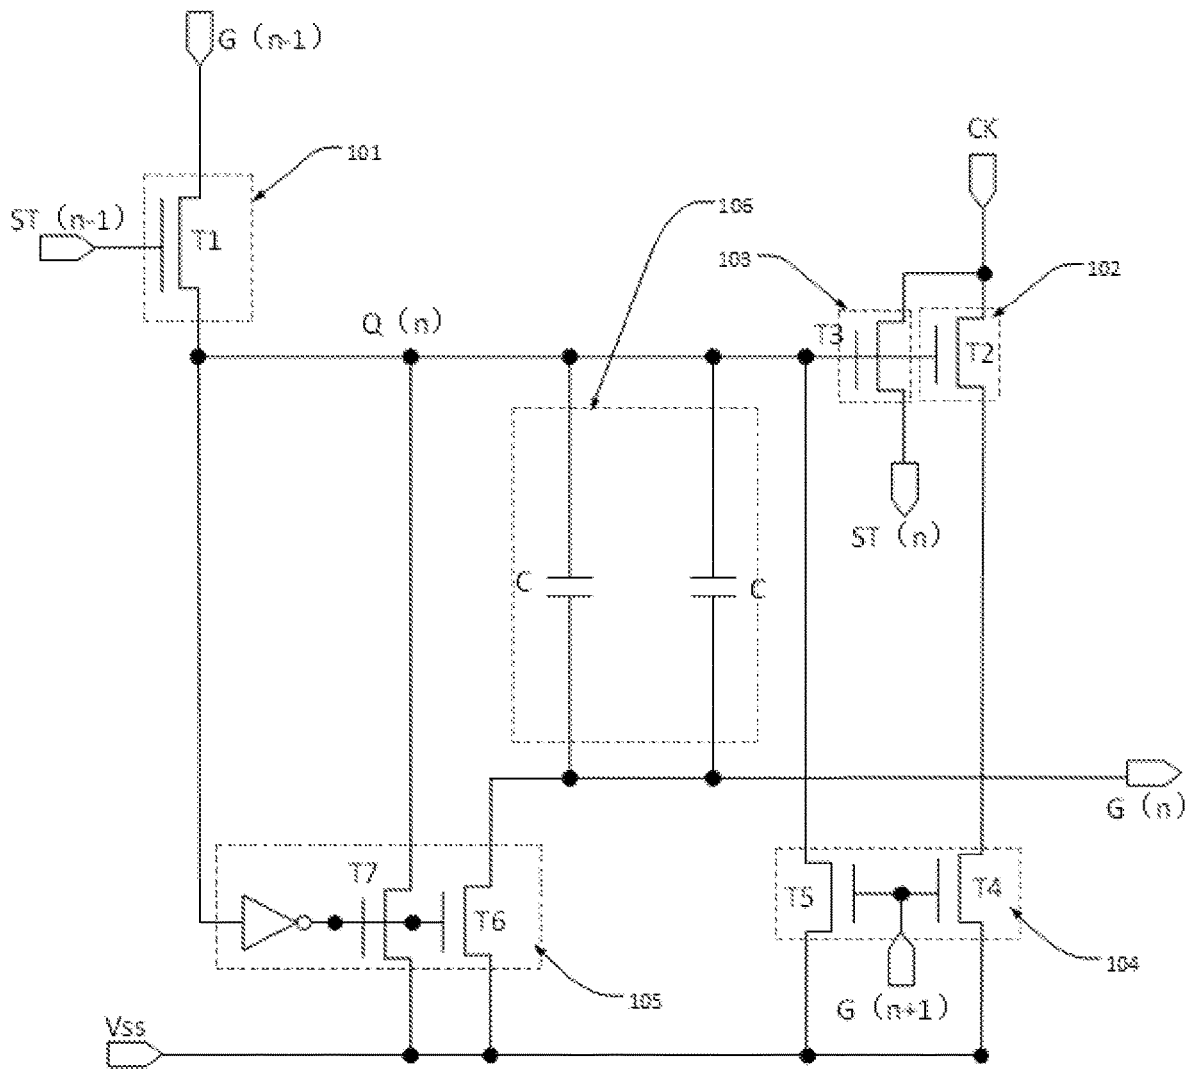 G (n-1)
101
CK
ST (n-1)
T1
106
103
102
Q (n)
T3
T2
ST (n)
C
C
G (n)
T7
T5
T4
T6
104
105
G (n+1)
Vss